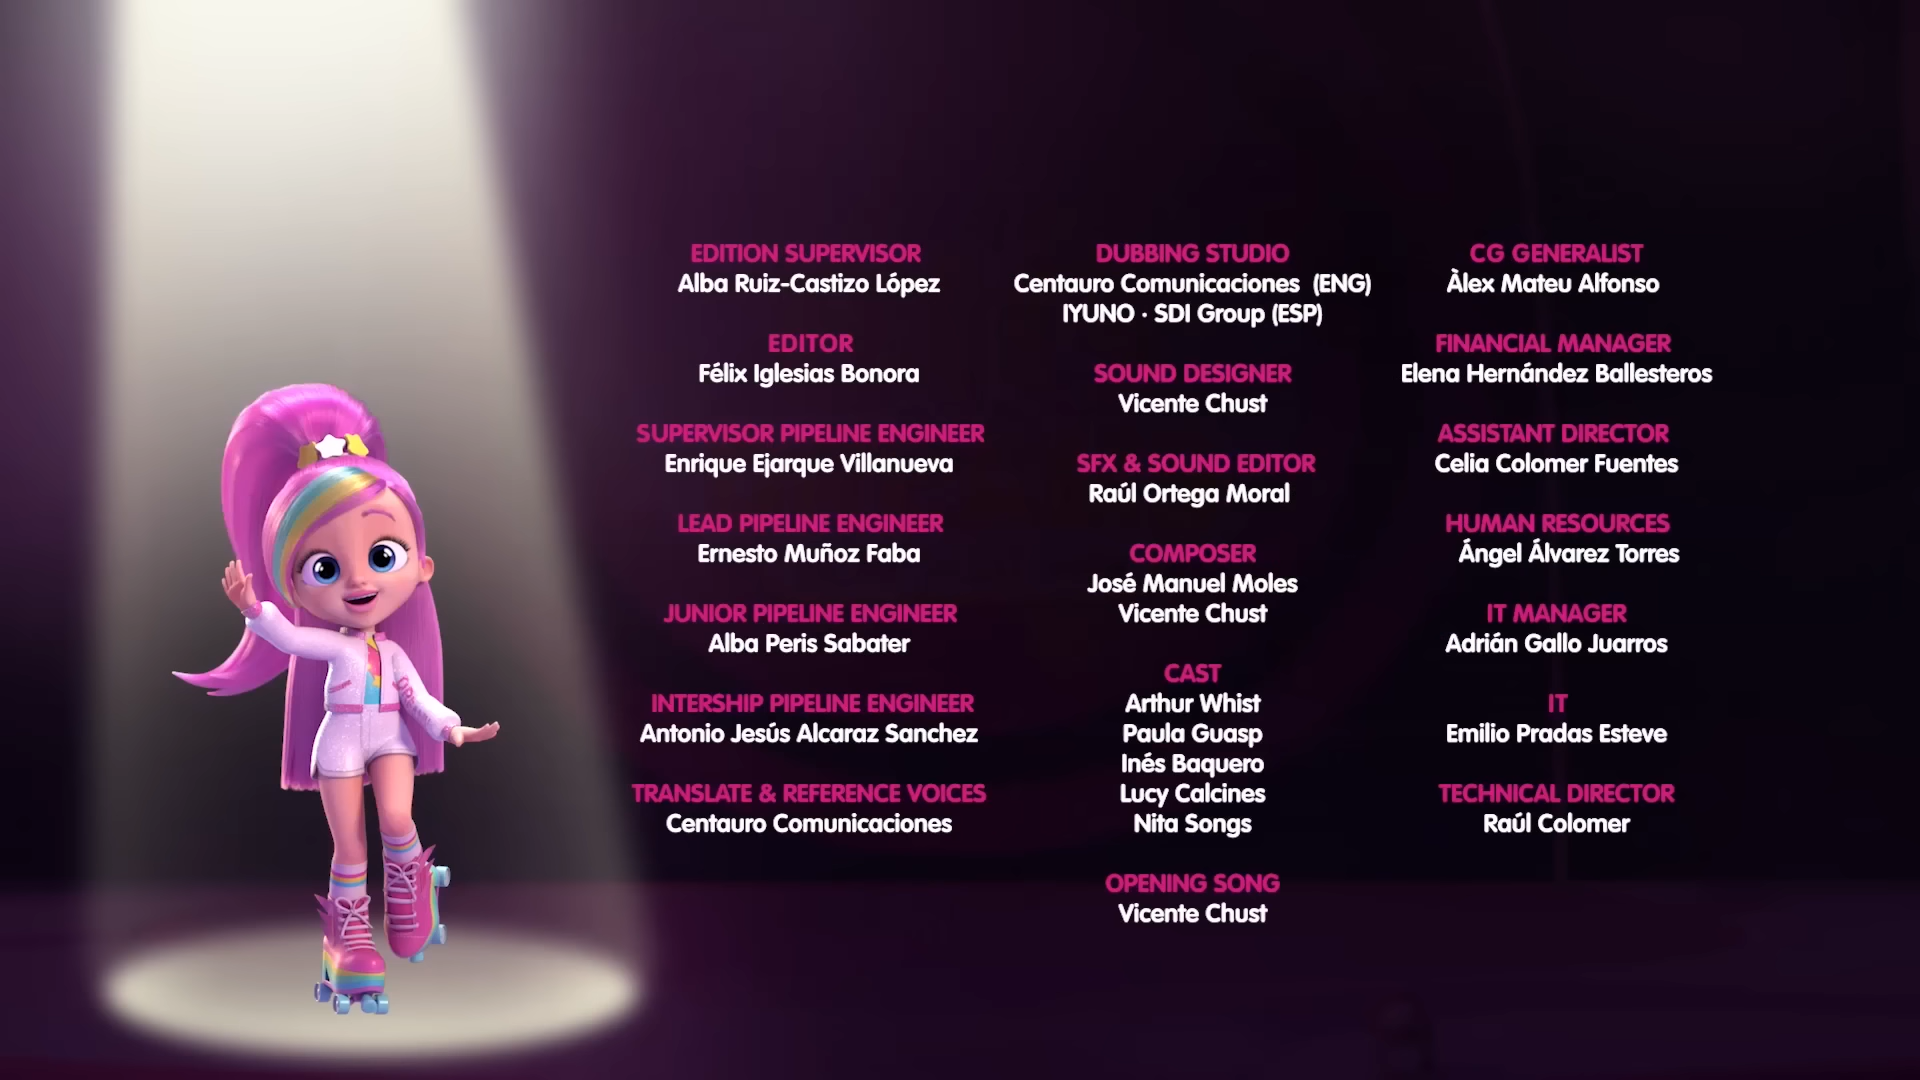 EDITION SUPERVISOR
Alba Ruiz-Castizo López
EDITOR
Félix Iglesias Bonora
SUPERVISOR PIPELINE ENGINEER
Enrique Ejarque Villanueva
LEAD PIPELINE ENGINEER
Ernesto Muñoz Faba
JUNIOR PIPELINE ENGINEER
Alba Peris Sabater
INTERSHIP PIPELINE ENGINEER
Antonio Jesús Alcaraz Sanchez
TRANSLATE & REFERENCE VOICES
Centauro Comunicaciones
DUBBING STUDIO
Centauro Comunicaciones (ENG)
IYUNO · SDI Group (ESP)
SOUND DESIGNER
Vicente Chust
SFX & SOUND EDITOR
Raúl Ortega Moral
COMPOSER
José Manuel Moles
Vicente Chust
CAST
Arthur Whist
Paula Guasp
Inés Baquero
Lucy Calcines
Nita Songs
OPENING SONG
Vicente Chust
CG GENERALIST
Àlex Mateu Alfonso
FINANCIAL MANAGER
Elena Hernández Ballesteros
ASSISTANT DIRECTOR
Celia Colomer Fuentes
HUMAN RESOURCES
Ángel Álvarez Torres
IT MANAGER
Adrián Gallo Juarros
IT
Emilio Pradas Esteve
TECHNICAL DIRECTOR
Raúl Colomer